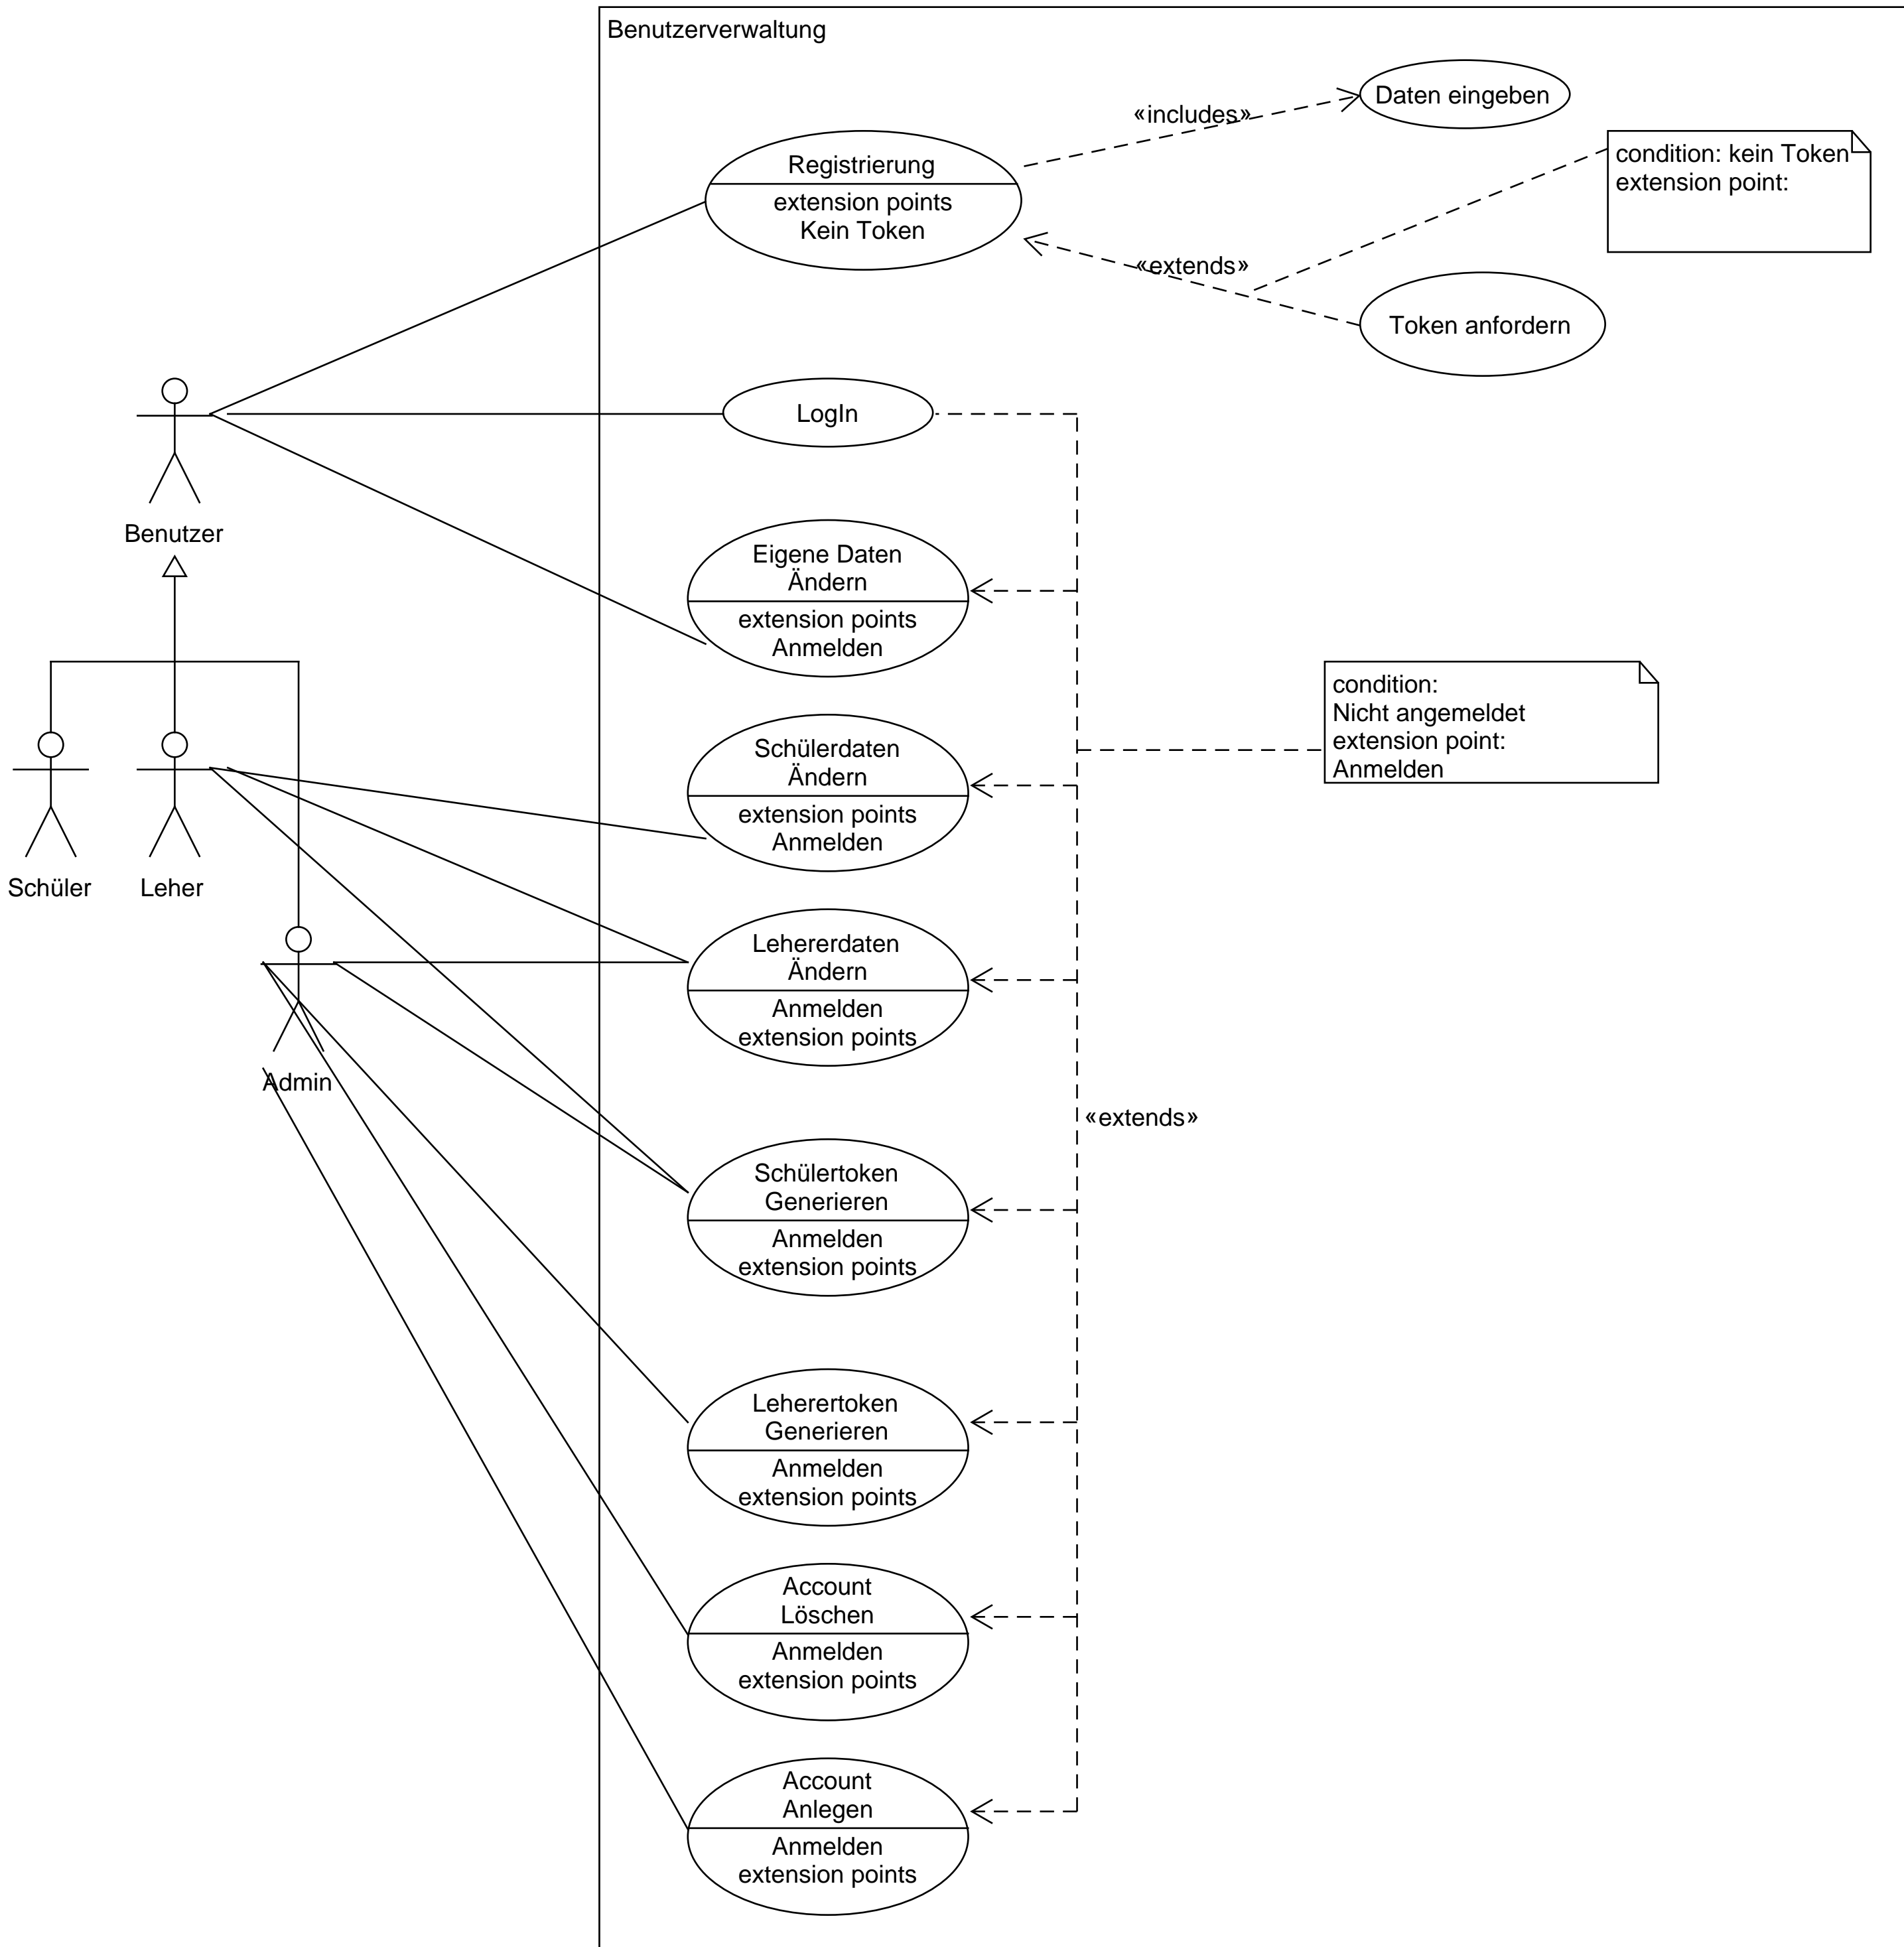 Benutzerverwaltung
Daten eingeben
«includes»
condition: kein Token
extension point:
Registrierung
extension points
Kein Token
«extends»
Token anfordern
LogIn
Benutzer
Eigene Daten
Ändern
extension points
Anmelden
condition:
Nicht angemeldet
extension point:
Anmelden
Schülerdaten
Ändern
extension points
Anmelden
Schüler
Leher
Lehererdaten
Ändern
Anmelden
extension points
Admin
«extends»
Schülertoken
Generieren
Anmelden
extension points
Leherertoken
Generieren
Anmelden
extension points
Account
Löschen
Anmelden
extension points
Account
Anlegen
Anmelden
extension points